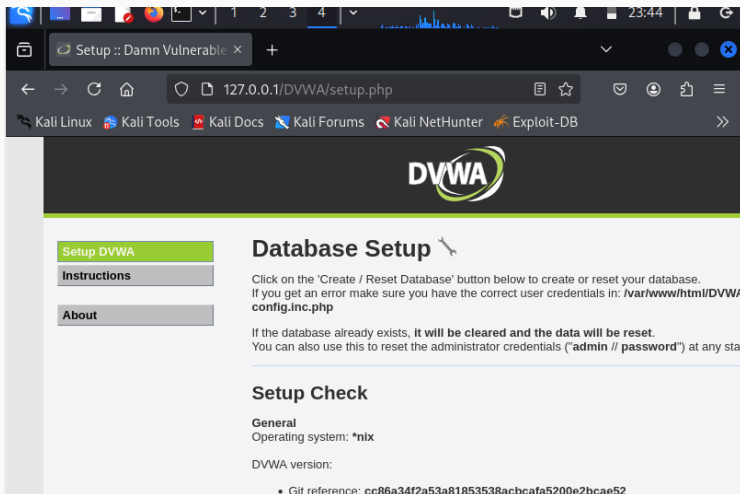 1 2 3 4 23:44
Setup :: Damn Vulnerable
127.0.0.1/DVWA/setup.php
Kali Linux Kali Tools Kali Docs Kali Forums Kali NetHunter Exploit-DB
DVWA
Setup DVWA
Instructions
About
Database Setup
Click on the 'Create / Reset Database' button below to create or reset your database.
If you get an error make sure you have the correct user credentials in: /var/www/html/DVWA
config.inc.php
If the database already exists, it will be cleared and the data will be reset.
You can also use this to reset the administrator credentials ("admin // password") at any sta
Setup Check
General
Operating system: *nix
DVWA version:
• Git reference: cc86a34f2a53a81853538acbcafa5200e2bcae52